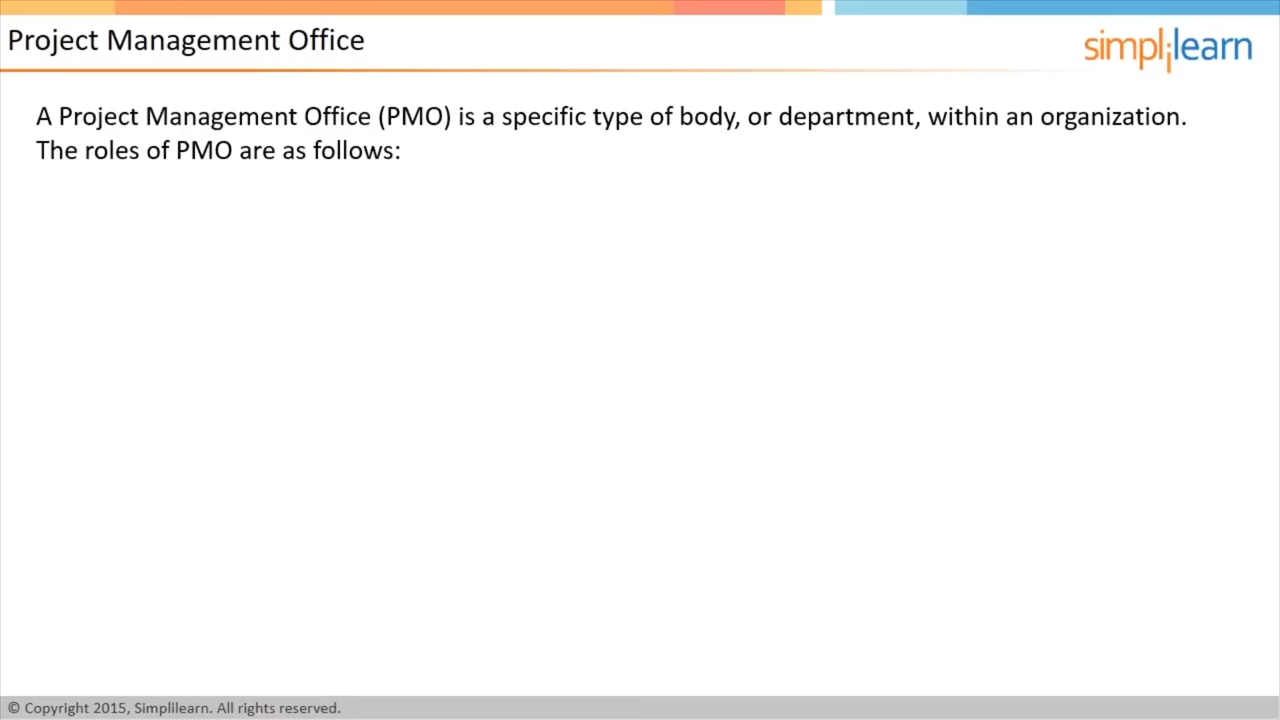 Project Management Office
simplilearn
A Project Management Office (PMO) is a specific type of body, or department, within an organization.
The roles of PMO are as follows:
© Copyright 2015, Simplilearn. All rights reserved.